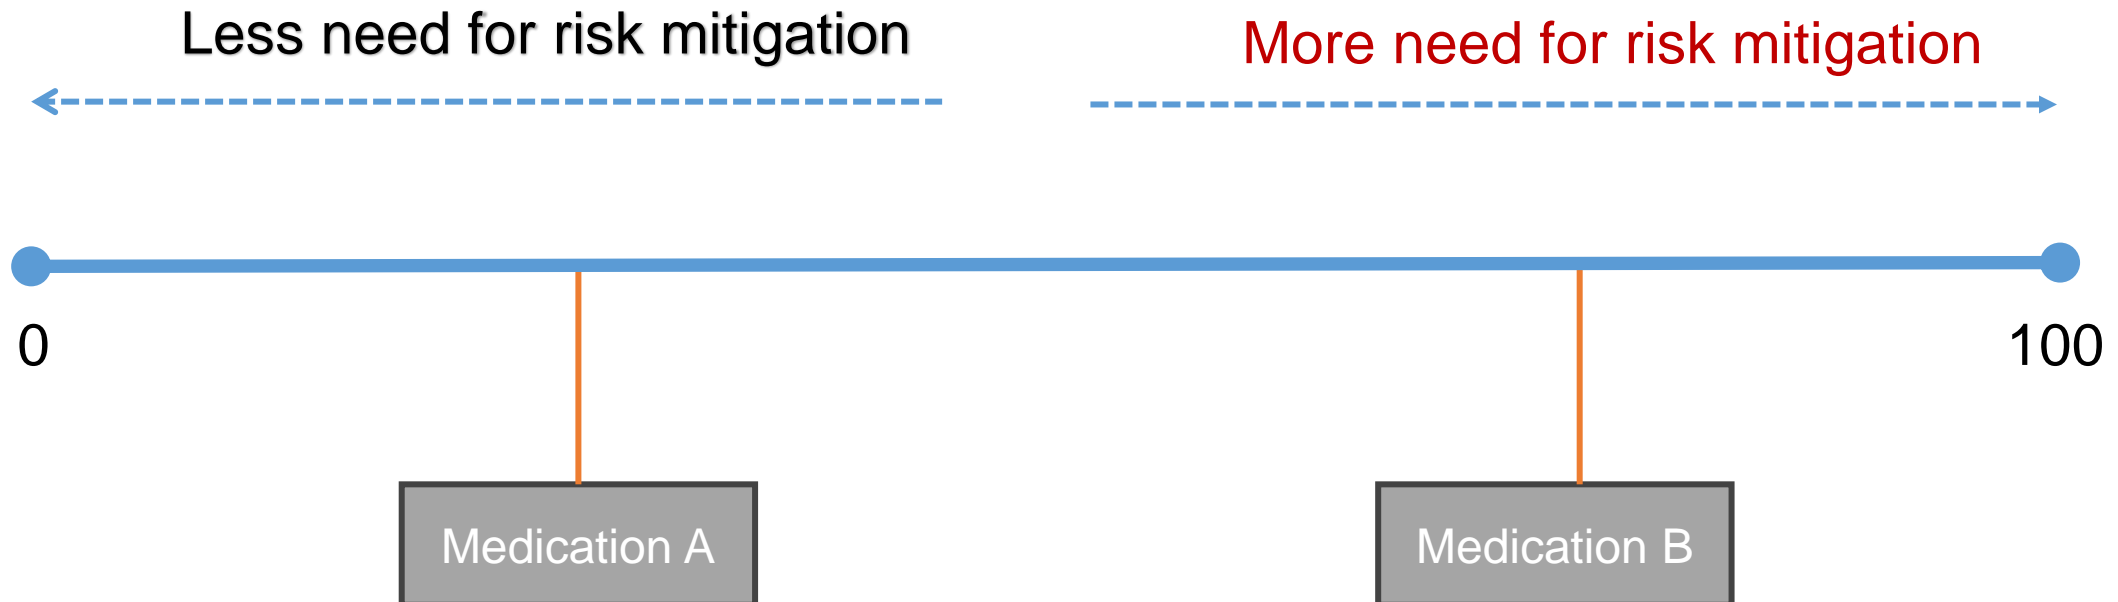 Less need for risk mitigation
More need for risk mitigation
0
100
Medication A
Medication B